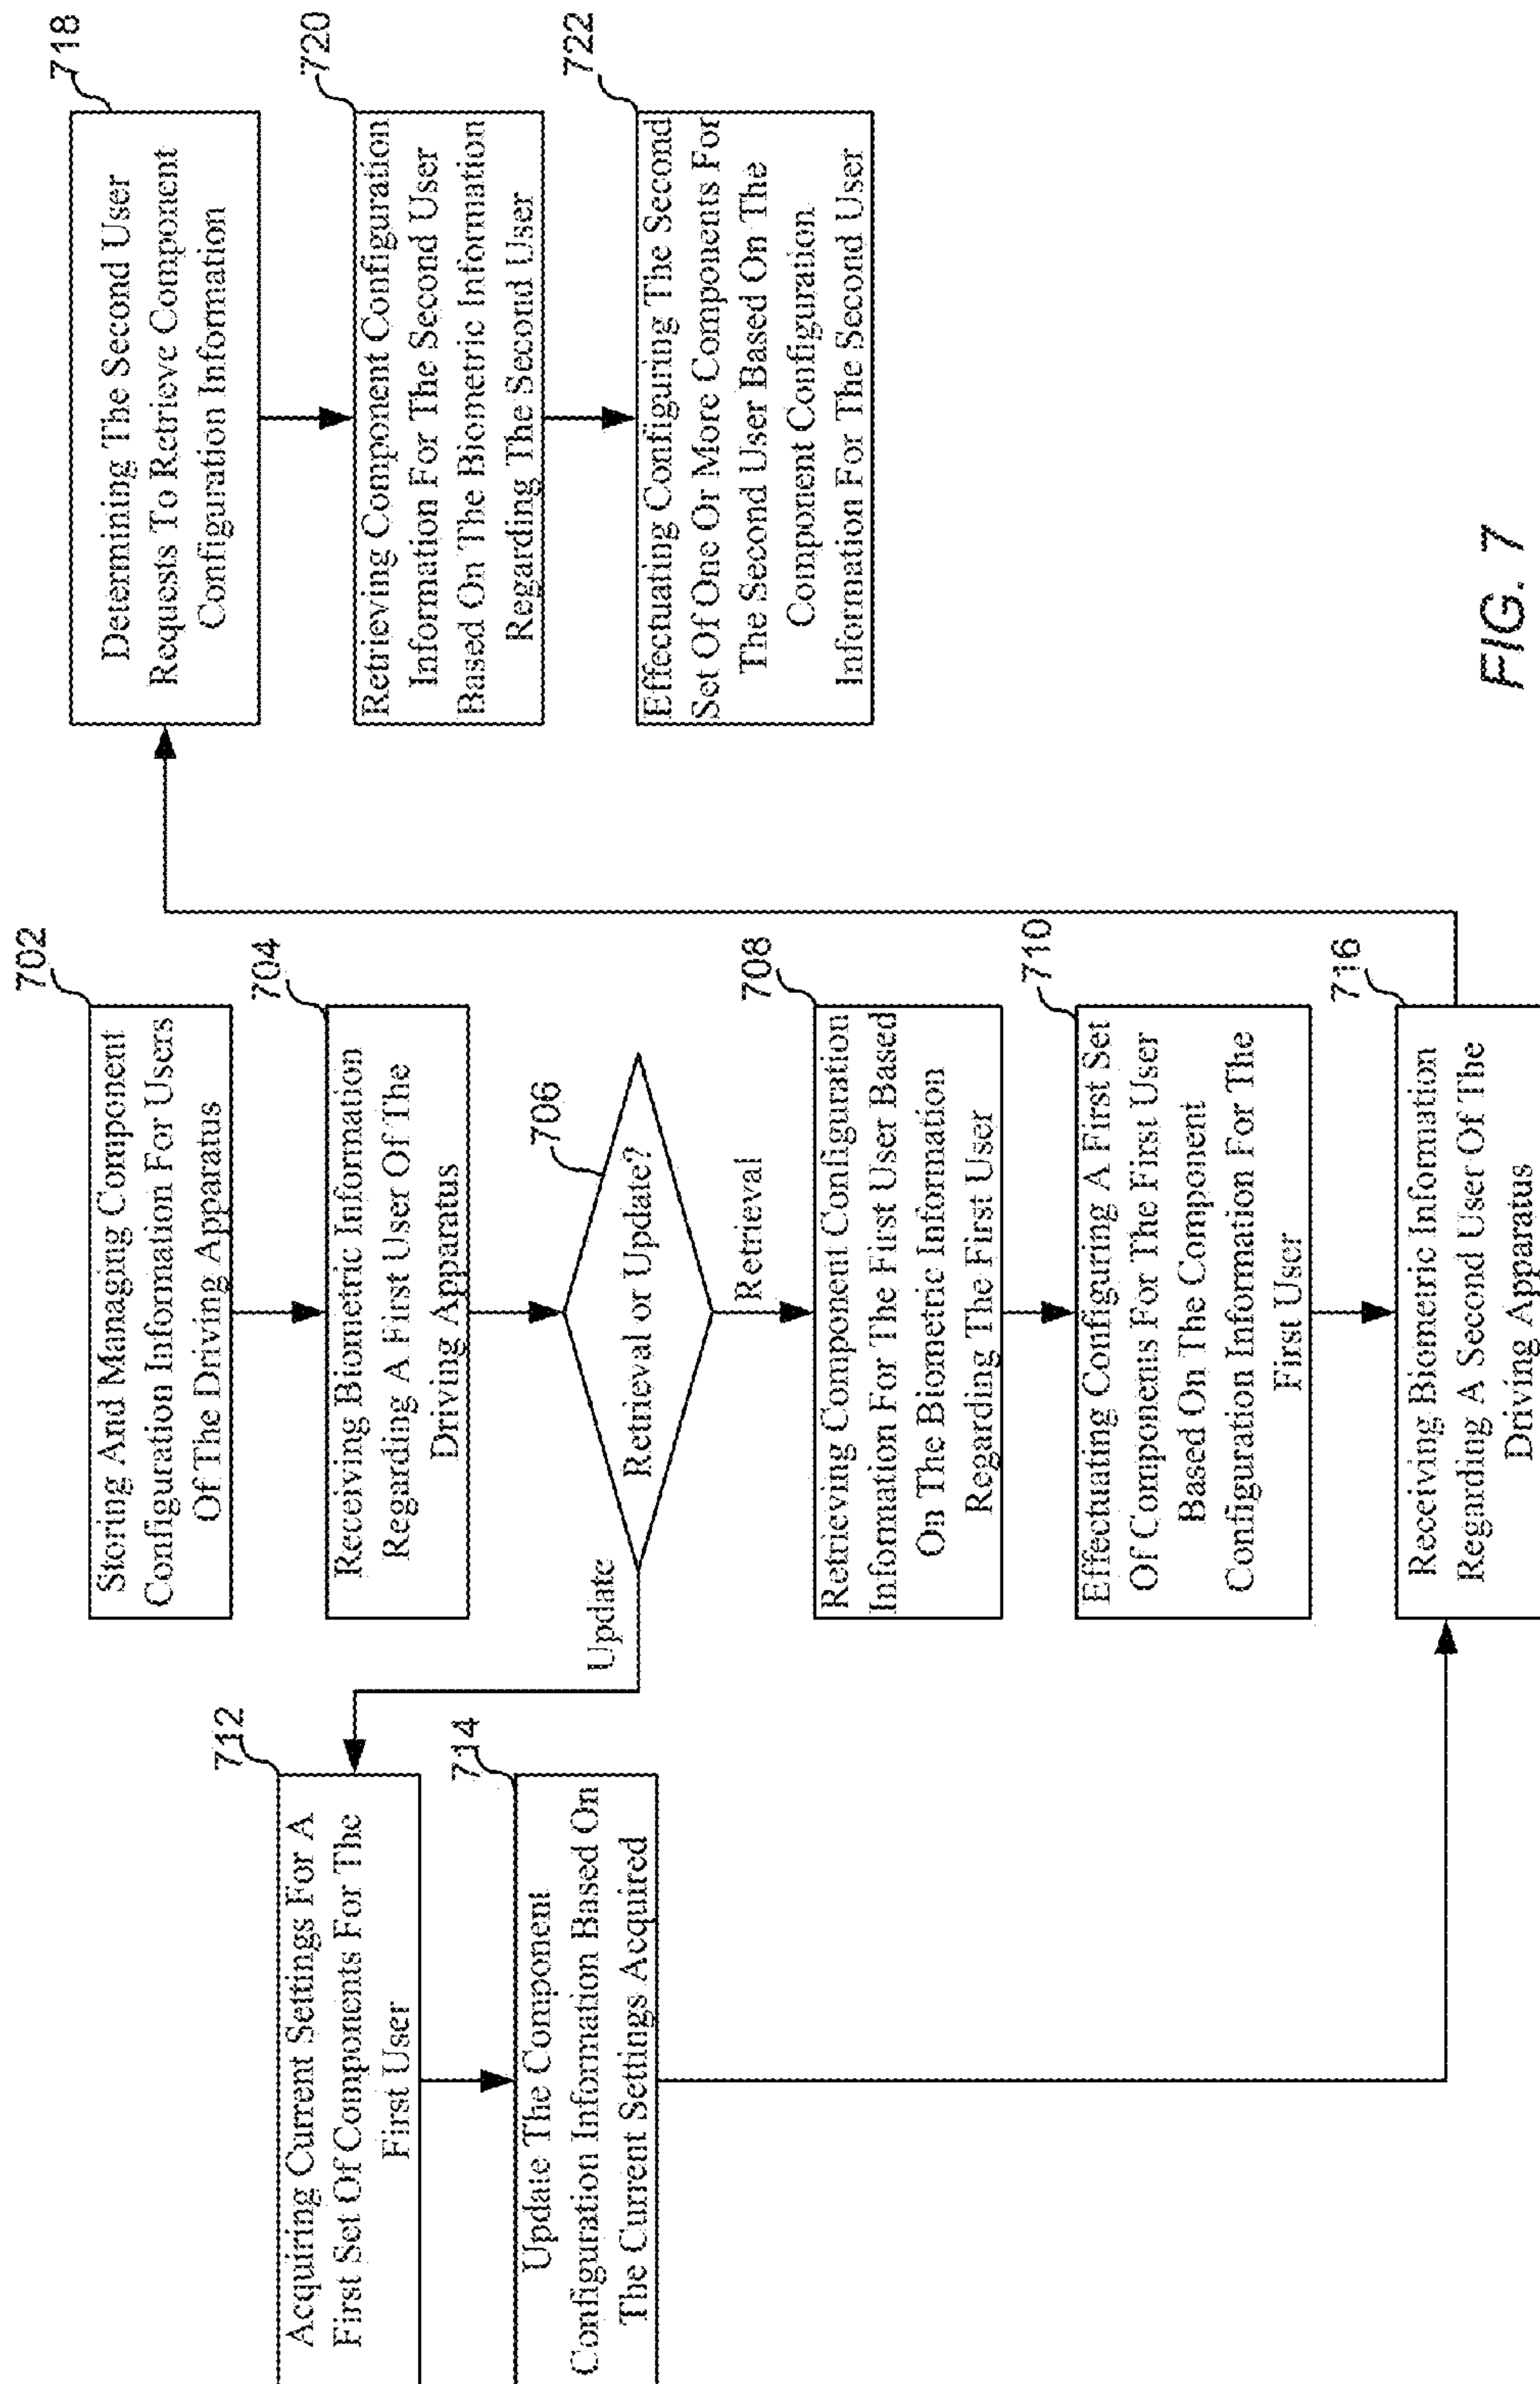 702
Storing And Managing Component
Configuration Information For Users
Of The Driving Apparatus
704
Receiving Biometric Information
Regarding A First User Of The
Driving Apparatus
706
Retrieval or Update?
Update
Retrieval
708
Retrieving Component Configuration
Information For The First User Based
On The Biometric Information
Regarding The First User
710
Effectuating Configuring A First Set
Of Components For The First User
Based On The Component
Configuration Information For The
First User
712
Acquiring Current Settings For A
First Set Of Components For The
First User
714
Update The Component
Configuration Information Based On
The Current Settings Acquired
716
Receiving Biometric Information
Regarding A Second User Of The
Driving Apparatus
718
Determining The Second User
Requests To Retrieve Component
Configuration Information
720
Retrieving Component Configuration
Information For The Second User
Based On The Biometric Information
Regarding The Second User
722
Effectuating Configuring The Second
Set Of One Or More Components For
The Second User Based On The
Component Configuration
Information For The Second User
FIG. 7